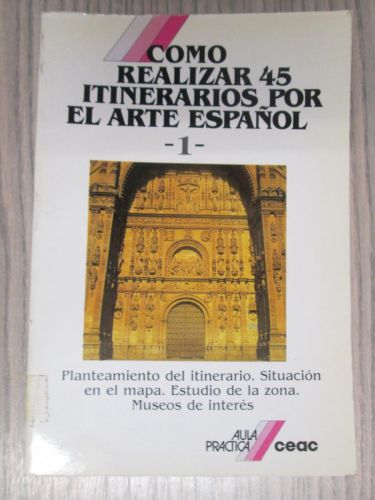 COMO
REALIZAR 45
ITINERARIOS POR
EL ARTE ESPAÑOL
-1-
Planteamiento del itinerario. Situación
en el mapa. Estudio de la zona.
Museos de interés
AULA
PRACTICA
ceac